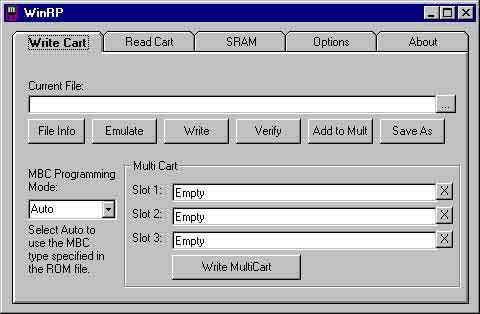 WinRP
Write Cart Read Cart SRAM Options About
Current File:
...
File Info Emulate Write Verify Add to Mult Save As
MBC Programming
Mode:
Auto
Select Auto to
use the MBC
type specified in
the ROM file.
Multi Cart
Slot 1: Empty X
Slot 2: Empty X
Slot 3: Empty X
Write MultiCart